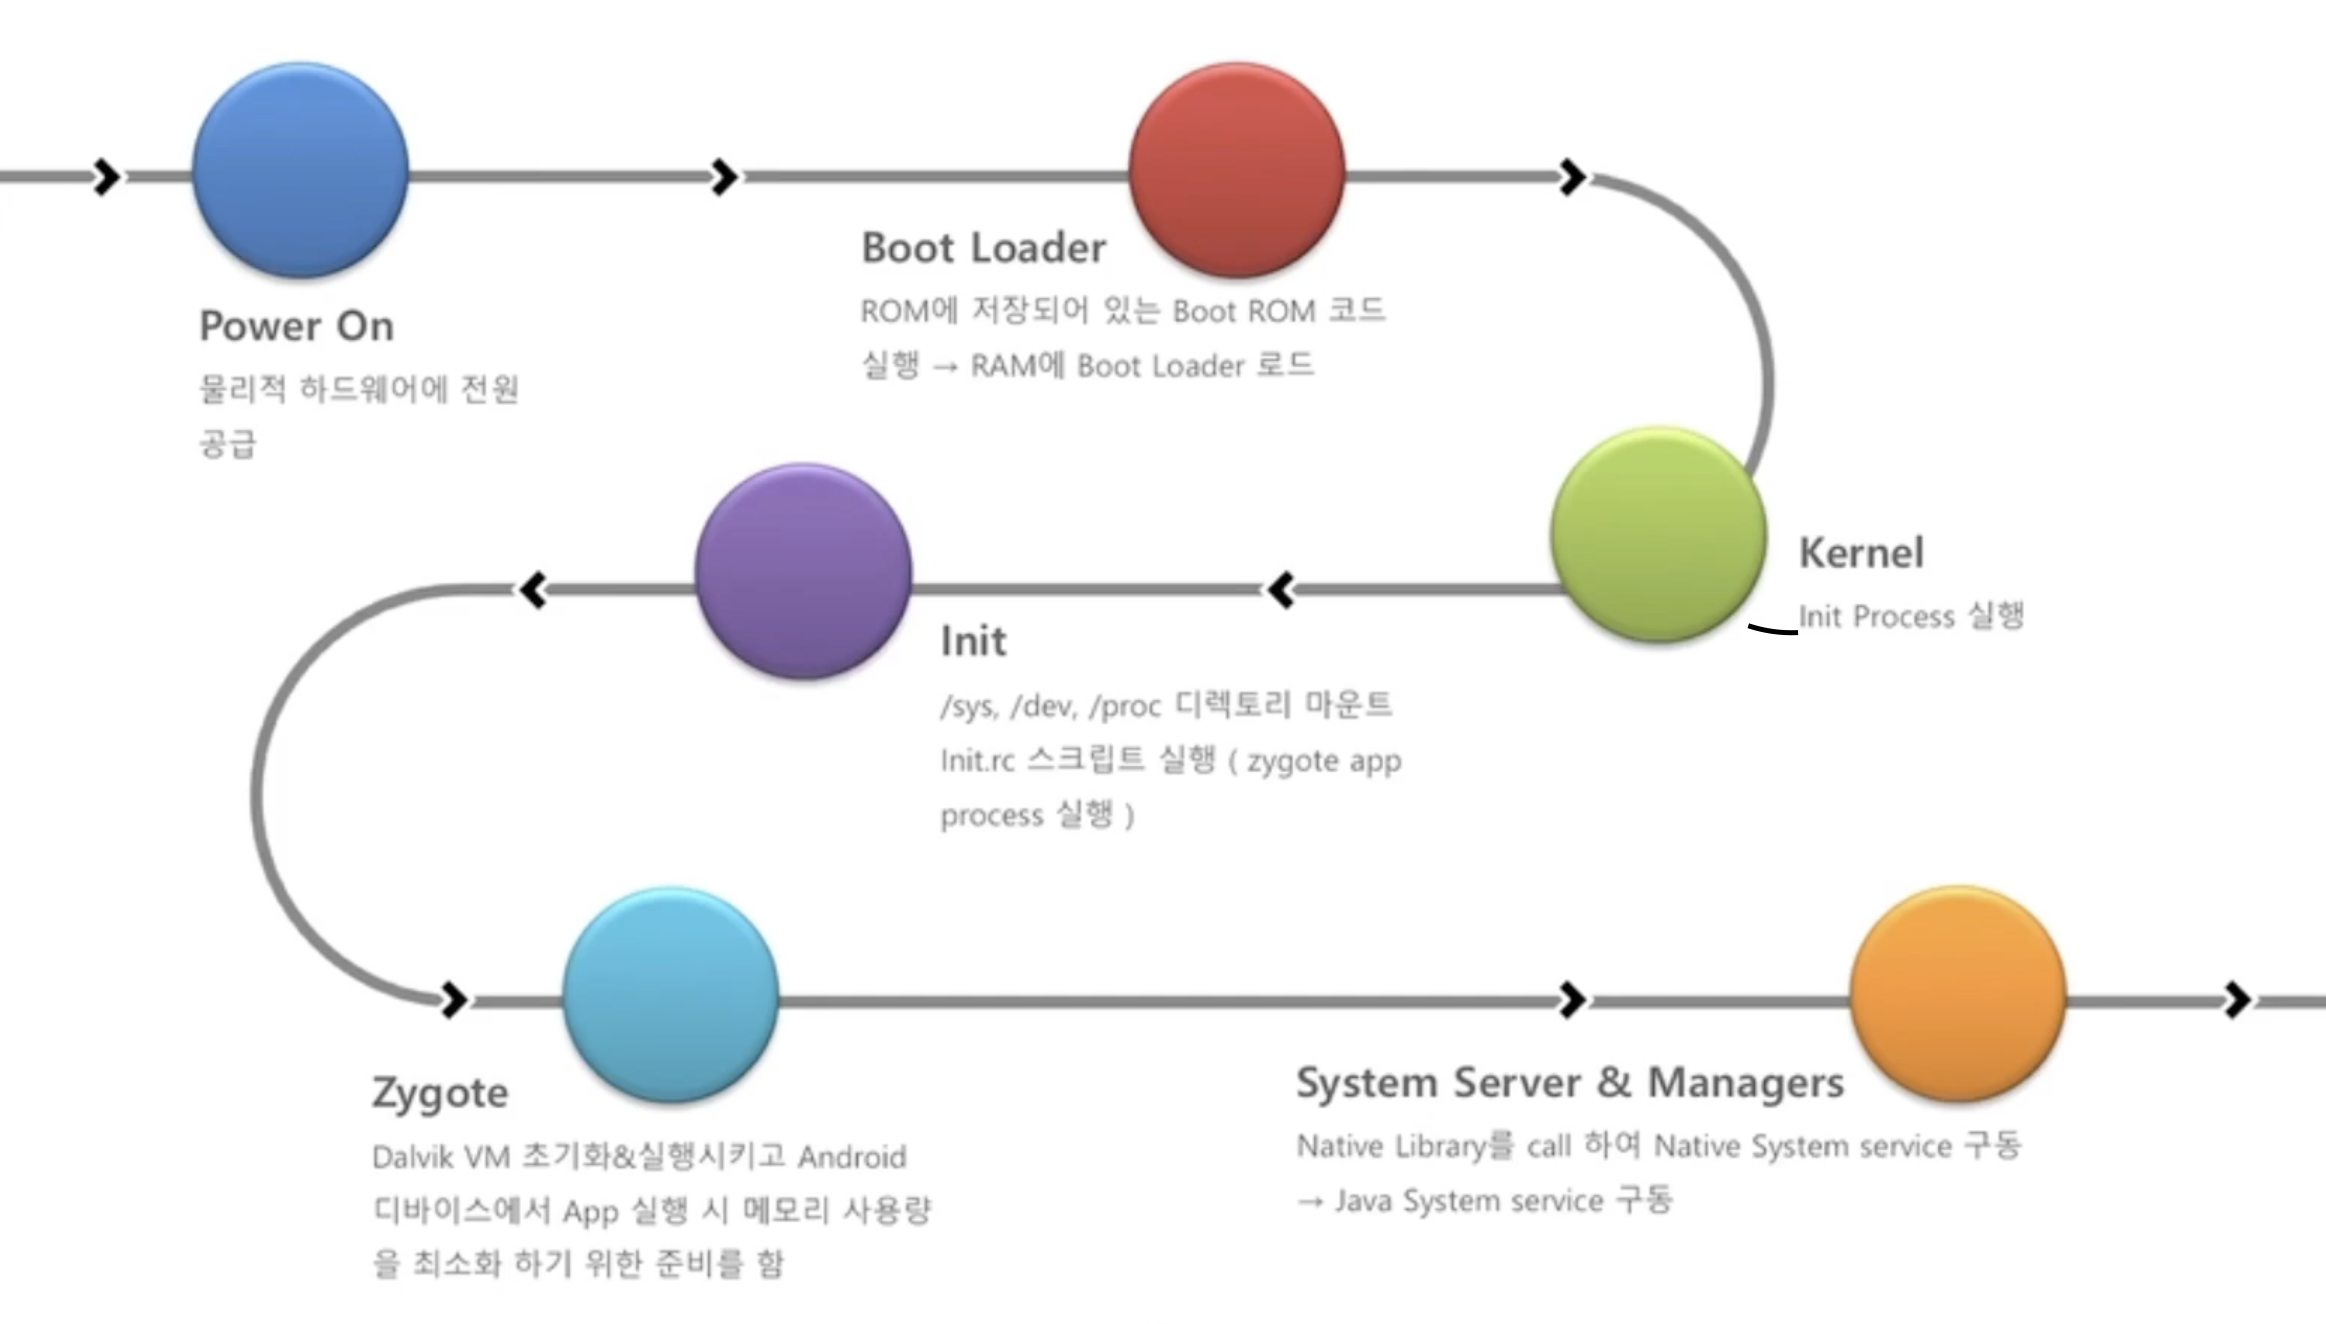 Power On
물리적 하드웨어에 전원
공급
Boot Loader
ROM에 저장되어 있는 Boot ROM 코드
실행 → RAM에 Boot Loader 로드
Kernel
Init Process 실행
Init
/sys, /dev, /proc 디렉토리 마운트
Init.rc 스크립트 실행 ( zygote app
process 실행 )
Zygote
Dalvik VM 초기화&실행시키고 Android
디바이스에서 App 실행 시 메모리 사용량
을 최소화 하기 위한 준비를 함
System Server & Managers
Native Library를 call 하여 Native System service 구동
→ Java System service 구동